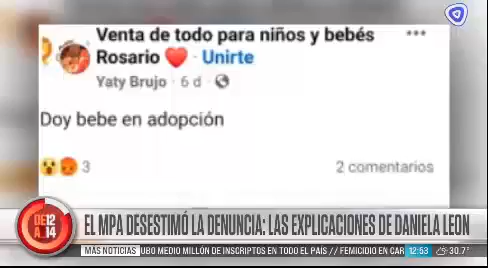 Venta de todo para niños y bebés
Rosario ❤️ · Unirte
Yaty Brujo · 6 d ·
Doy bebe en adopción
3
2 comentarios
DE 12 A 14
EL MPA DESESTIMÓ LA DENUNCIA: LAS EXPLICACIONES DE DANIELA LEON
MÁS NOTICIAS UBO MEDIO MILLÓN DE INSCRIPTOS EN TODO EL PAÍS // FEMICIDIO EN CAR 12:53 30.7°